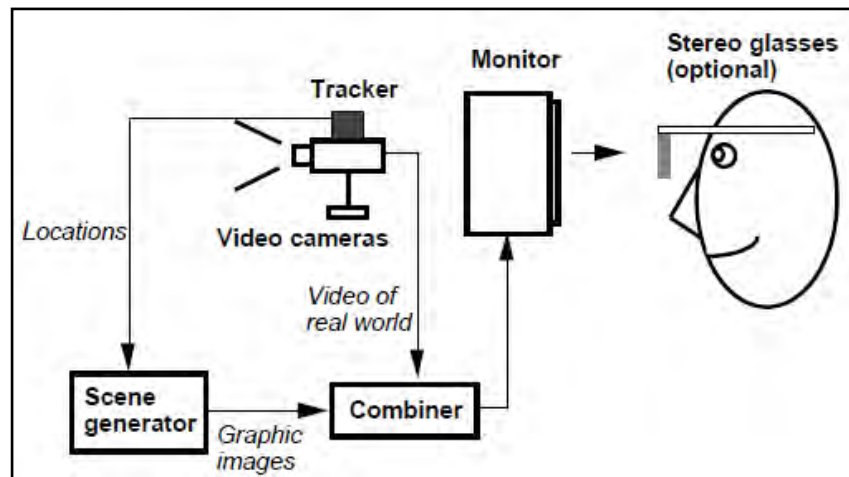 Stereo glasses
(optional)
Monitor
Tracker
Locations
Video cameras
Video of
real world
Scene
generator
Graphic
images
Combiner